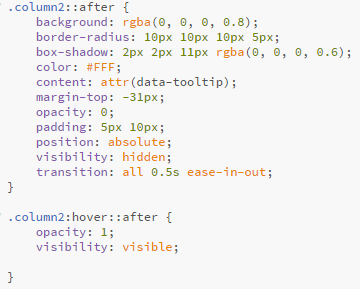 .column2::after {
background: rgba(0, 0, 0, 0.8);
border-radius: 10px 10px 10px 5px;
box-shadow: 2px 2px 11px rgba(0, 0, 0, 0.6);
color: #FFF;
content: attr(data-tooltip);
margin-top: -31px;
opacity: 0;
padding: 5px 10px;
position: absolute;
visibility: hidden;
transition: all 0.5s ease-in-out;
}
.column2:hover::after {
opacity: 1;
visibility: visible;
}